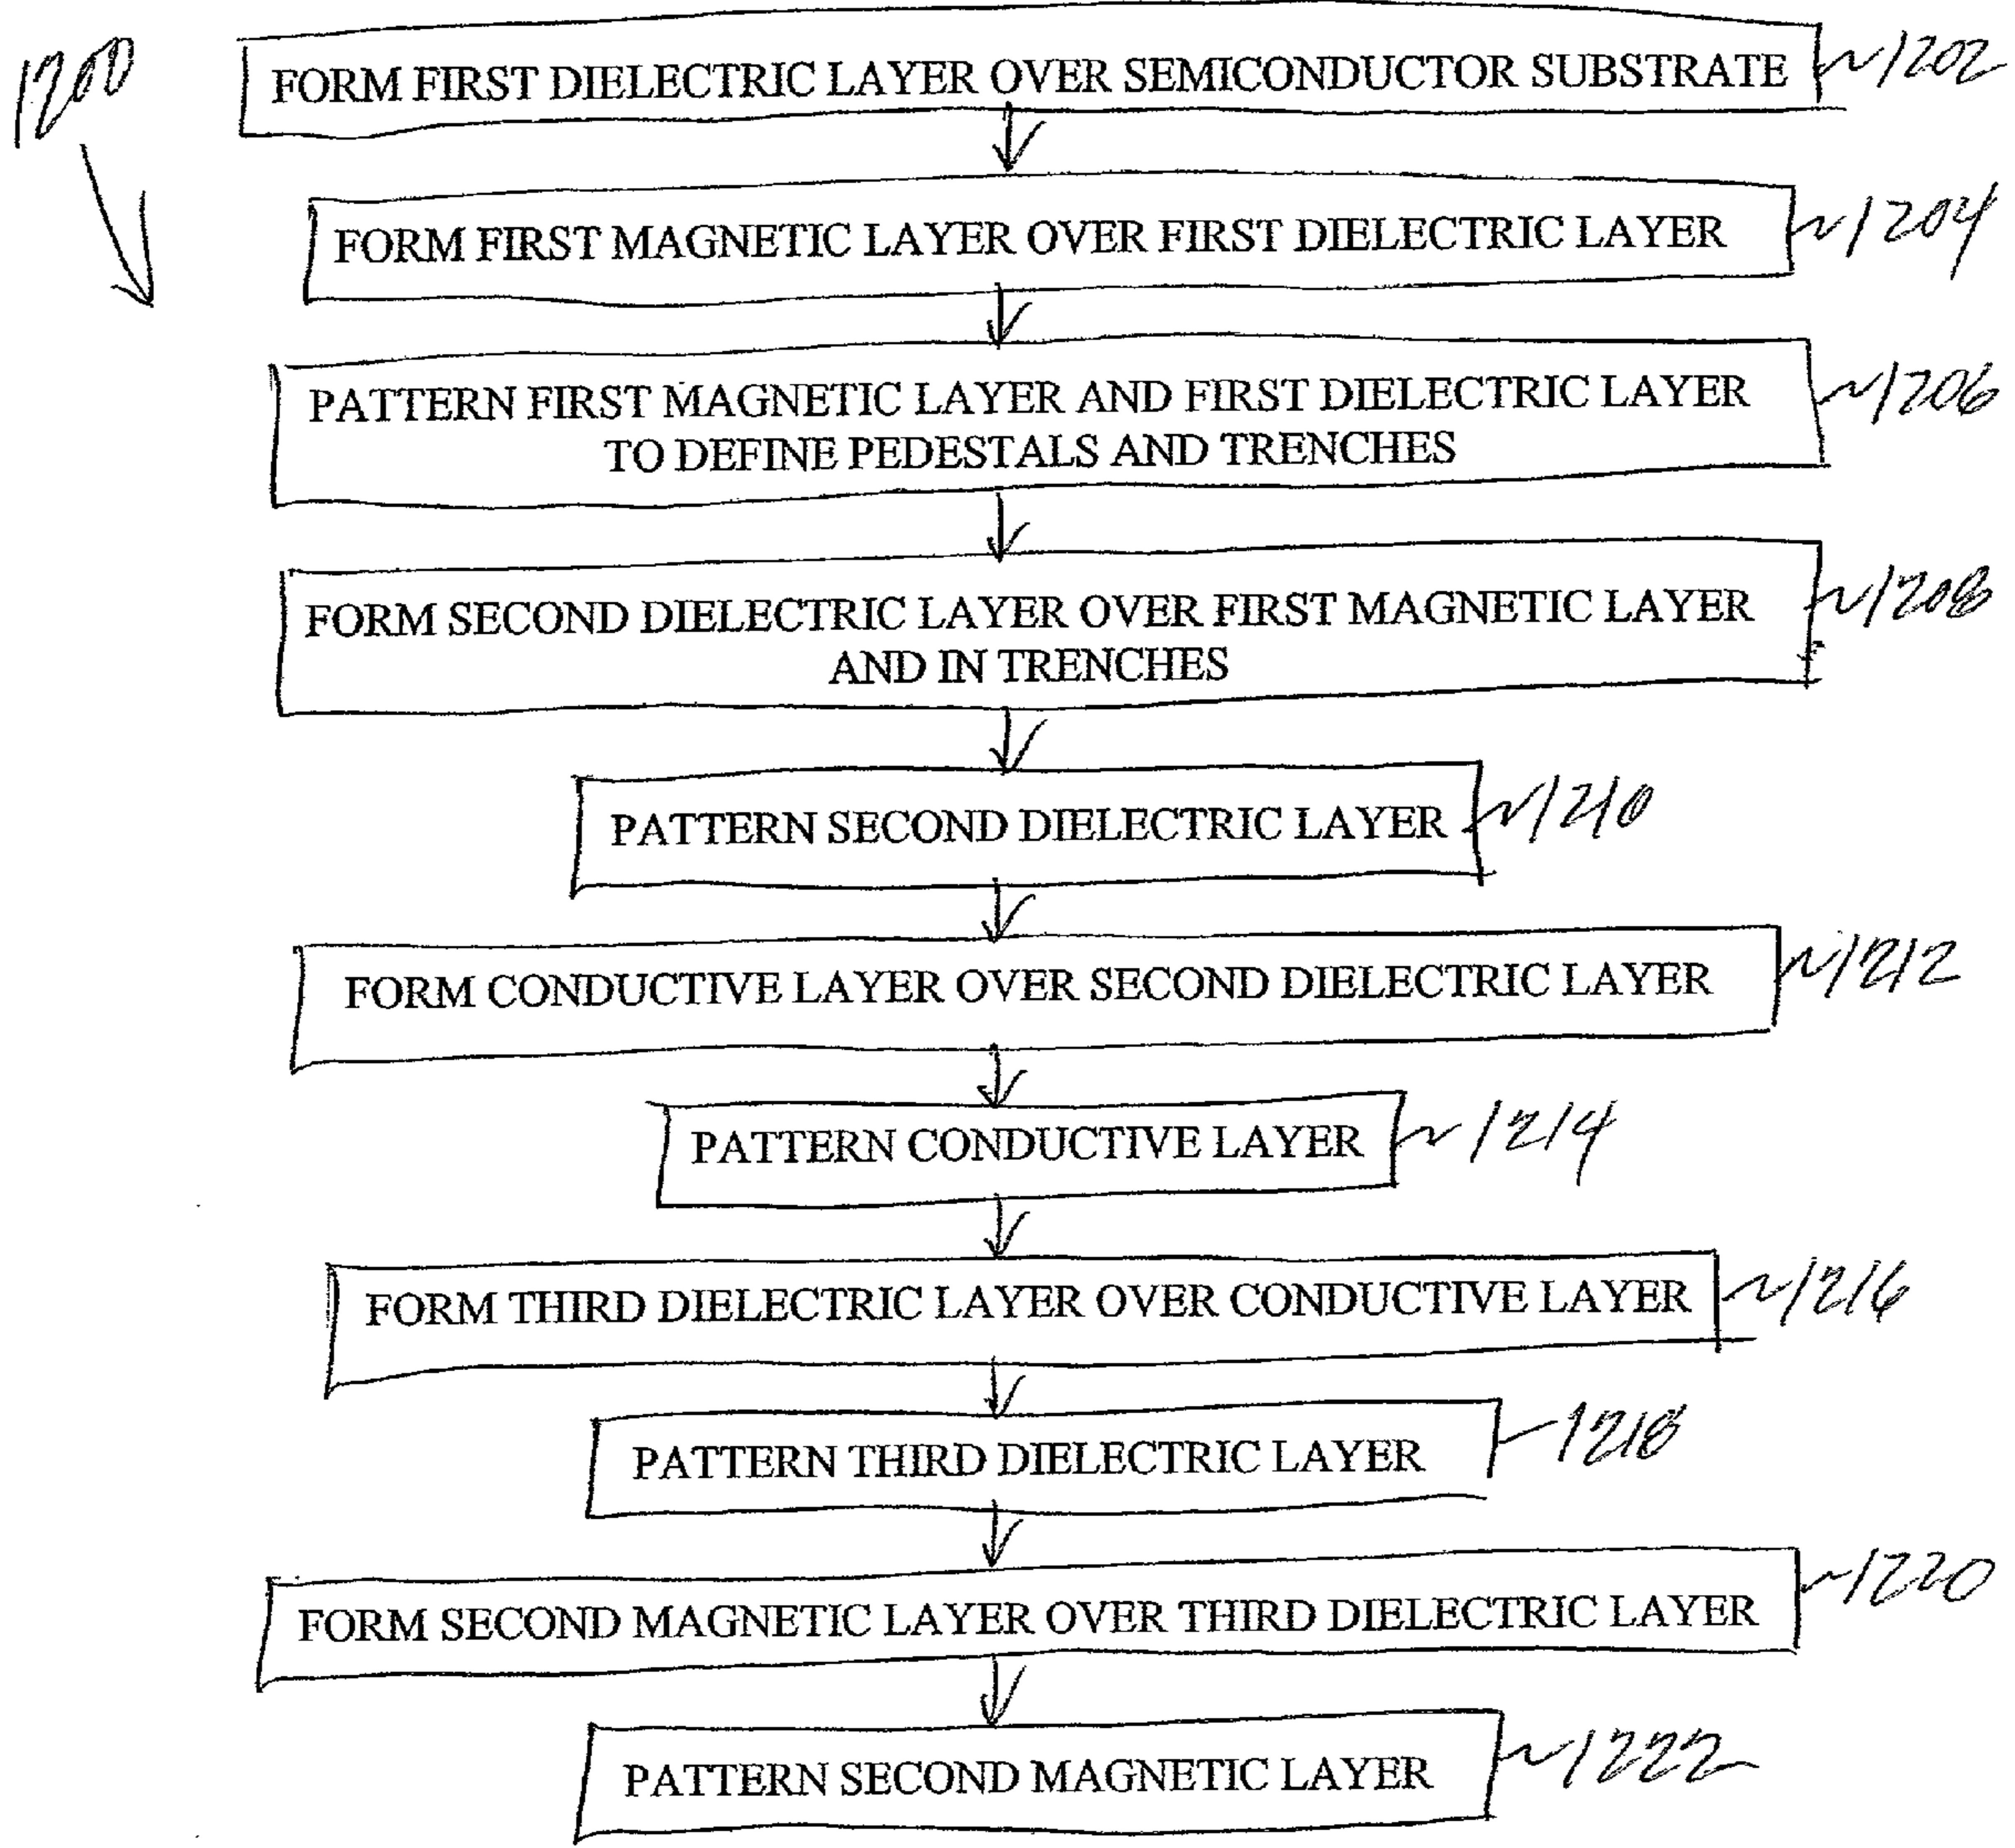 1200
FORM FIRST DIELECTRIC LAYER OVER SEMICONDUCTOR SUBSTRATE 1202
FORM FIRST MAGNETIC LAYER OVER FIRST DIELECTRIC LAYER 1204
PATTERN FIRST MAGNETIC LAYER AND FIRST DIELECTRIC LAYER 1206
TO DEFINE PEDESTALS AND TRENCHES
FORM SECOND DIELECTRIC LAYER OVER FIRST MAGNETIC LAYER 1208
AND IN TRENCHES
PATTERN SECOND DIELECTRIC LAYER 1210
FORM CONDUCTIVE LAYER OVER SECOND DIELECTRIC LAYER 1212
PATTERN CONDUCTIVE LAYER 1214
FORM THIRD DIELECTRIC LAYER OVER CONDUCTIVE LAYER 1216
PATTERN THIRD DIELECTRIC LAYER 1218
FORM SECOND MAGNETIC LAYER OVER THIRD DIELECTRIC LAYER 1220
PATTERN SECOND MAGNETIC LAYER 1222